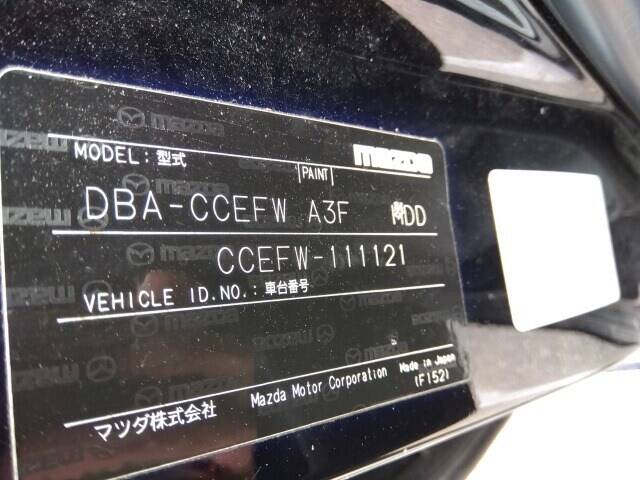 mazda
MODEL: 型式
PAINT
DBA-CCEFW A3F
CCEFW-111121
VEHICLE ID.NO.: 車台番号
マツダ株式会社 Mazda Motor Corporation Made in Japan
(F152)